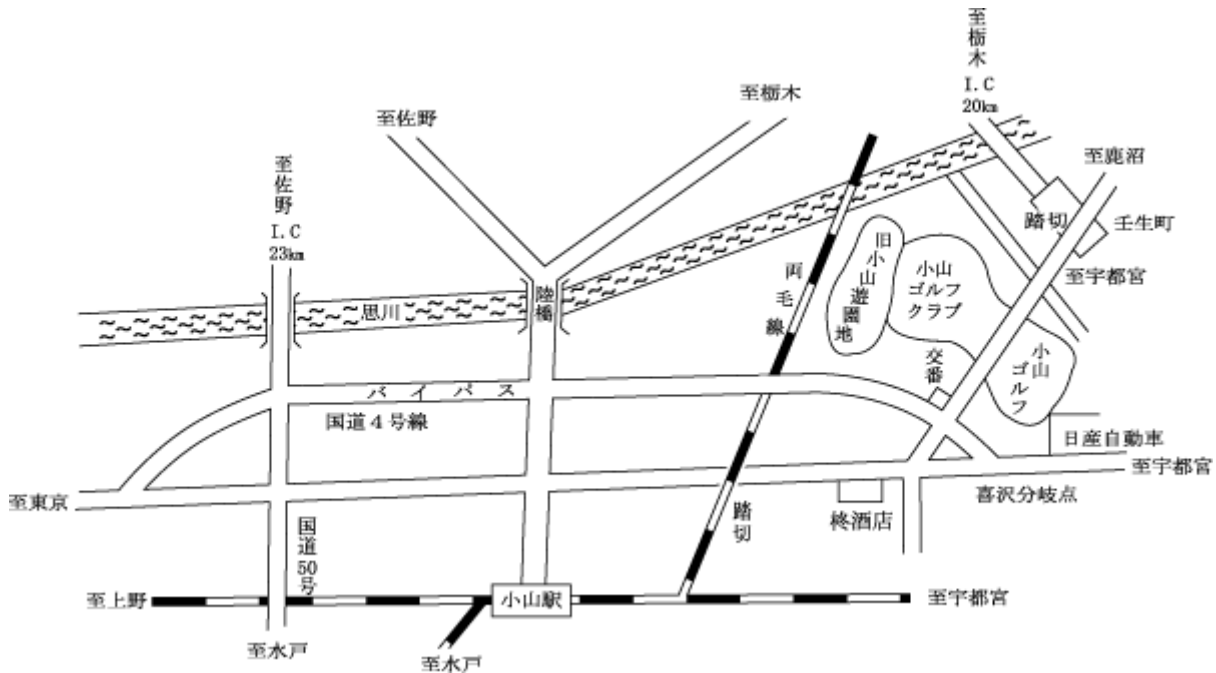 至栃木
I.C
20㎞
至佐野
至栃木
至鹿沼
至佐野
I.C
23㎞
踏切
壬生町
至宇都宮
陸橋
思川
両毛線
旧小山遊園地
小山
ゴルフ
クラブ
交番
小山
ゴルフ
バイパス
国道４号線
日産自動車
至宇都宮
至東京
喜沢分岐点
柊酒店
踏切
国道50号
至上野
小山駅
至宇都宮
至水戸
至水戸